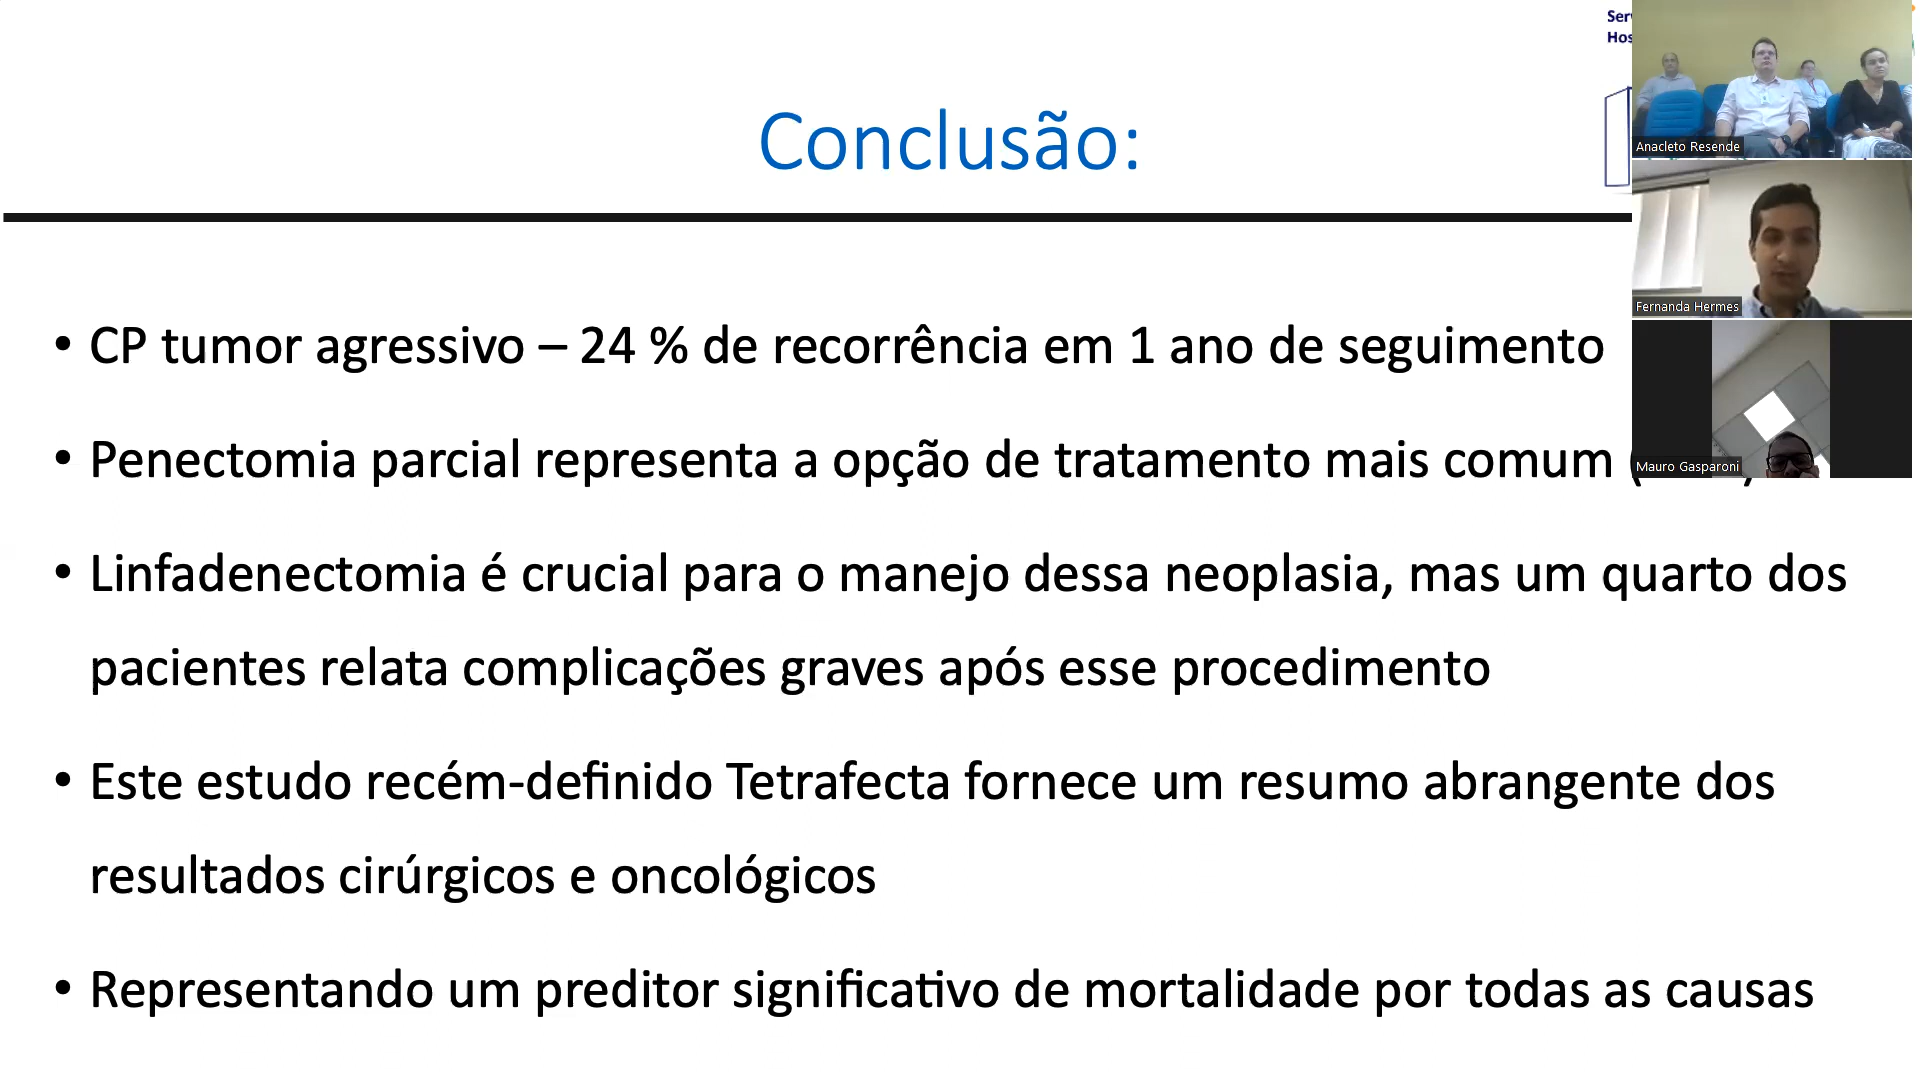 Conclusão:
• CP tumor agressivo – 24 % de recorrência em 1 ano de seguimento
• Penectomia parcial representa a opção de tratamento mais comum
• Linfadenectomia é crucial para o manejo dessa neoplasia, mas um quarto dos
pacientes relata complicações graves após esse procedimento
• Este estudo recém-definido Tetrafecta fornece um resumo abrangente dos
resultados cirúrgicos e oncológicos
• Representando um preditor significativo de mortalidade por todas as causas
Anacleto Resende
Fernanda Hermes
Mauro Gasparoni